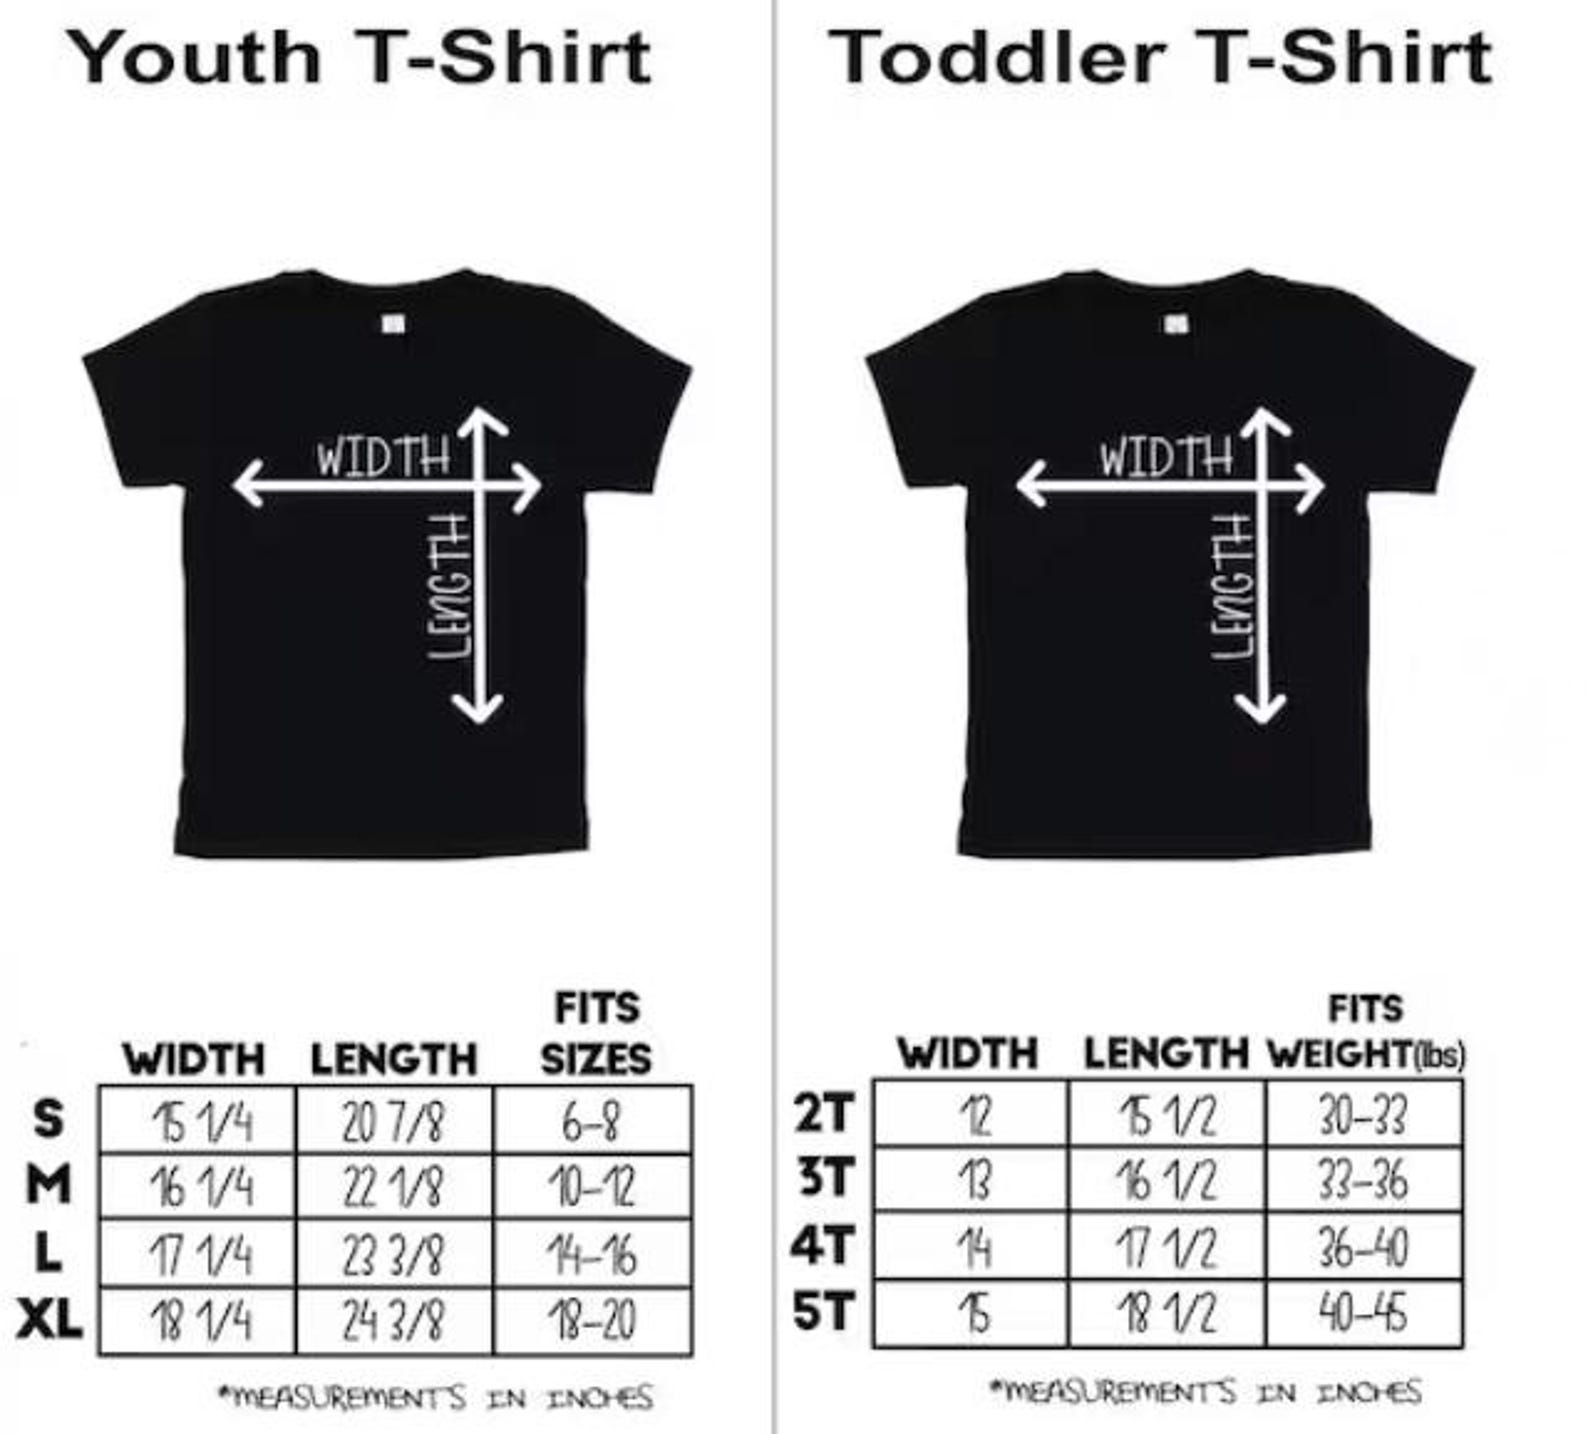 Youth T-Shirt
WIDTH
LENGTH
FITS
WIDTH LENGTH SIZES
S 15 1/4 20 7/8 6-8
M 16 1/4 22 1/8 10-12
L 17 1/4 23 3/8 14-16
XL 18 1/4 24 3/8 18-20
*MEASUREMENTS IN INCHES
Toddler T-Shirt
WIDTH
LENGTH
FITS
WIDTH LENGTH WEIGHT(lbs)
2T 12 15 1/2 30-33
3T 13 16 1/2 33-36
4T 14 17 1/2 36-40
5T 15 18 1/2 40-45
*MEASUREMENTS IN INCHES